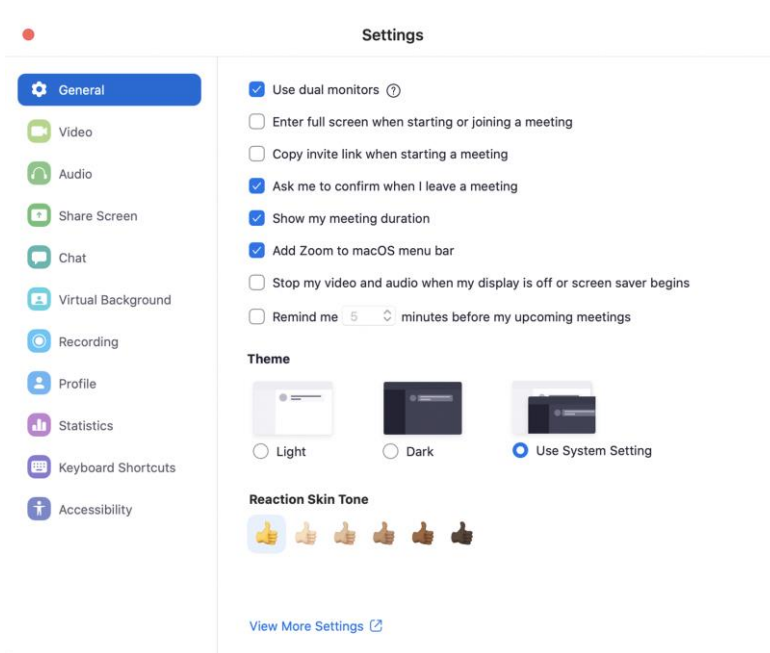 Settings
General
Video
Audio
Share Screen
Chat
Virtual Background
Recording
Profile
Statistics
Keyboard Shortcuts
Accessibility
Use dual monitors ?
Enter full screen when starting or joining a meeting
Copy invite link when starting a meeting
Ask me to confirm when I leave a meeting
Show my meeting duration
Add Zoom to macOS menu bar
Stop my video and audio when my display is off or screen saver begins
Remind me 5 minutes before my upcoming meetings
Theme
Light Dark Use System Setting
Reaction Skin Tone
View More Settings